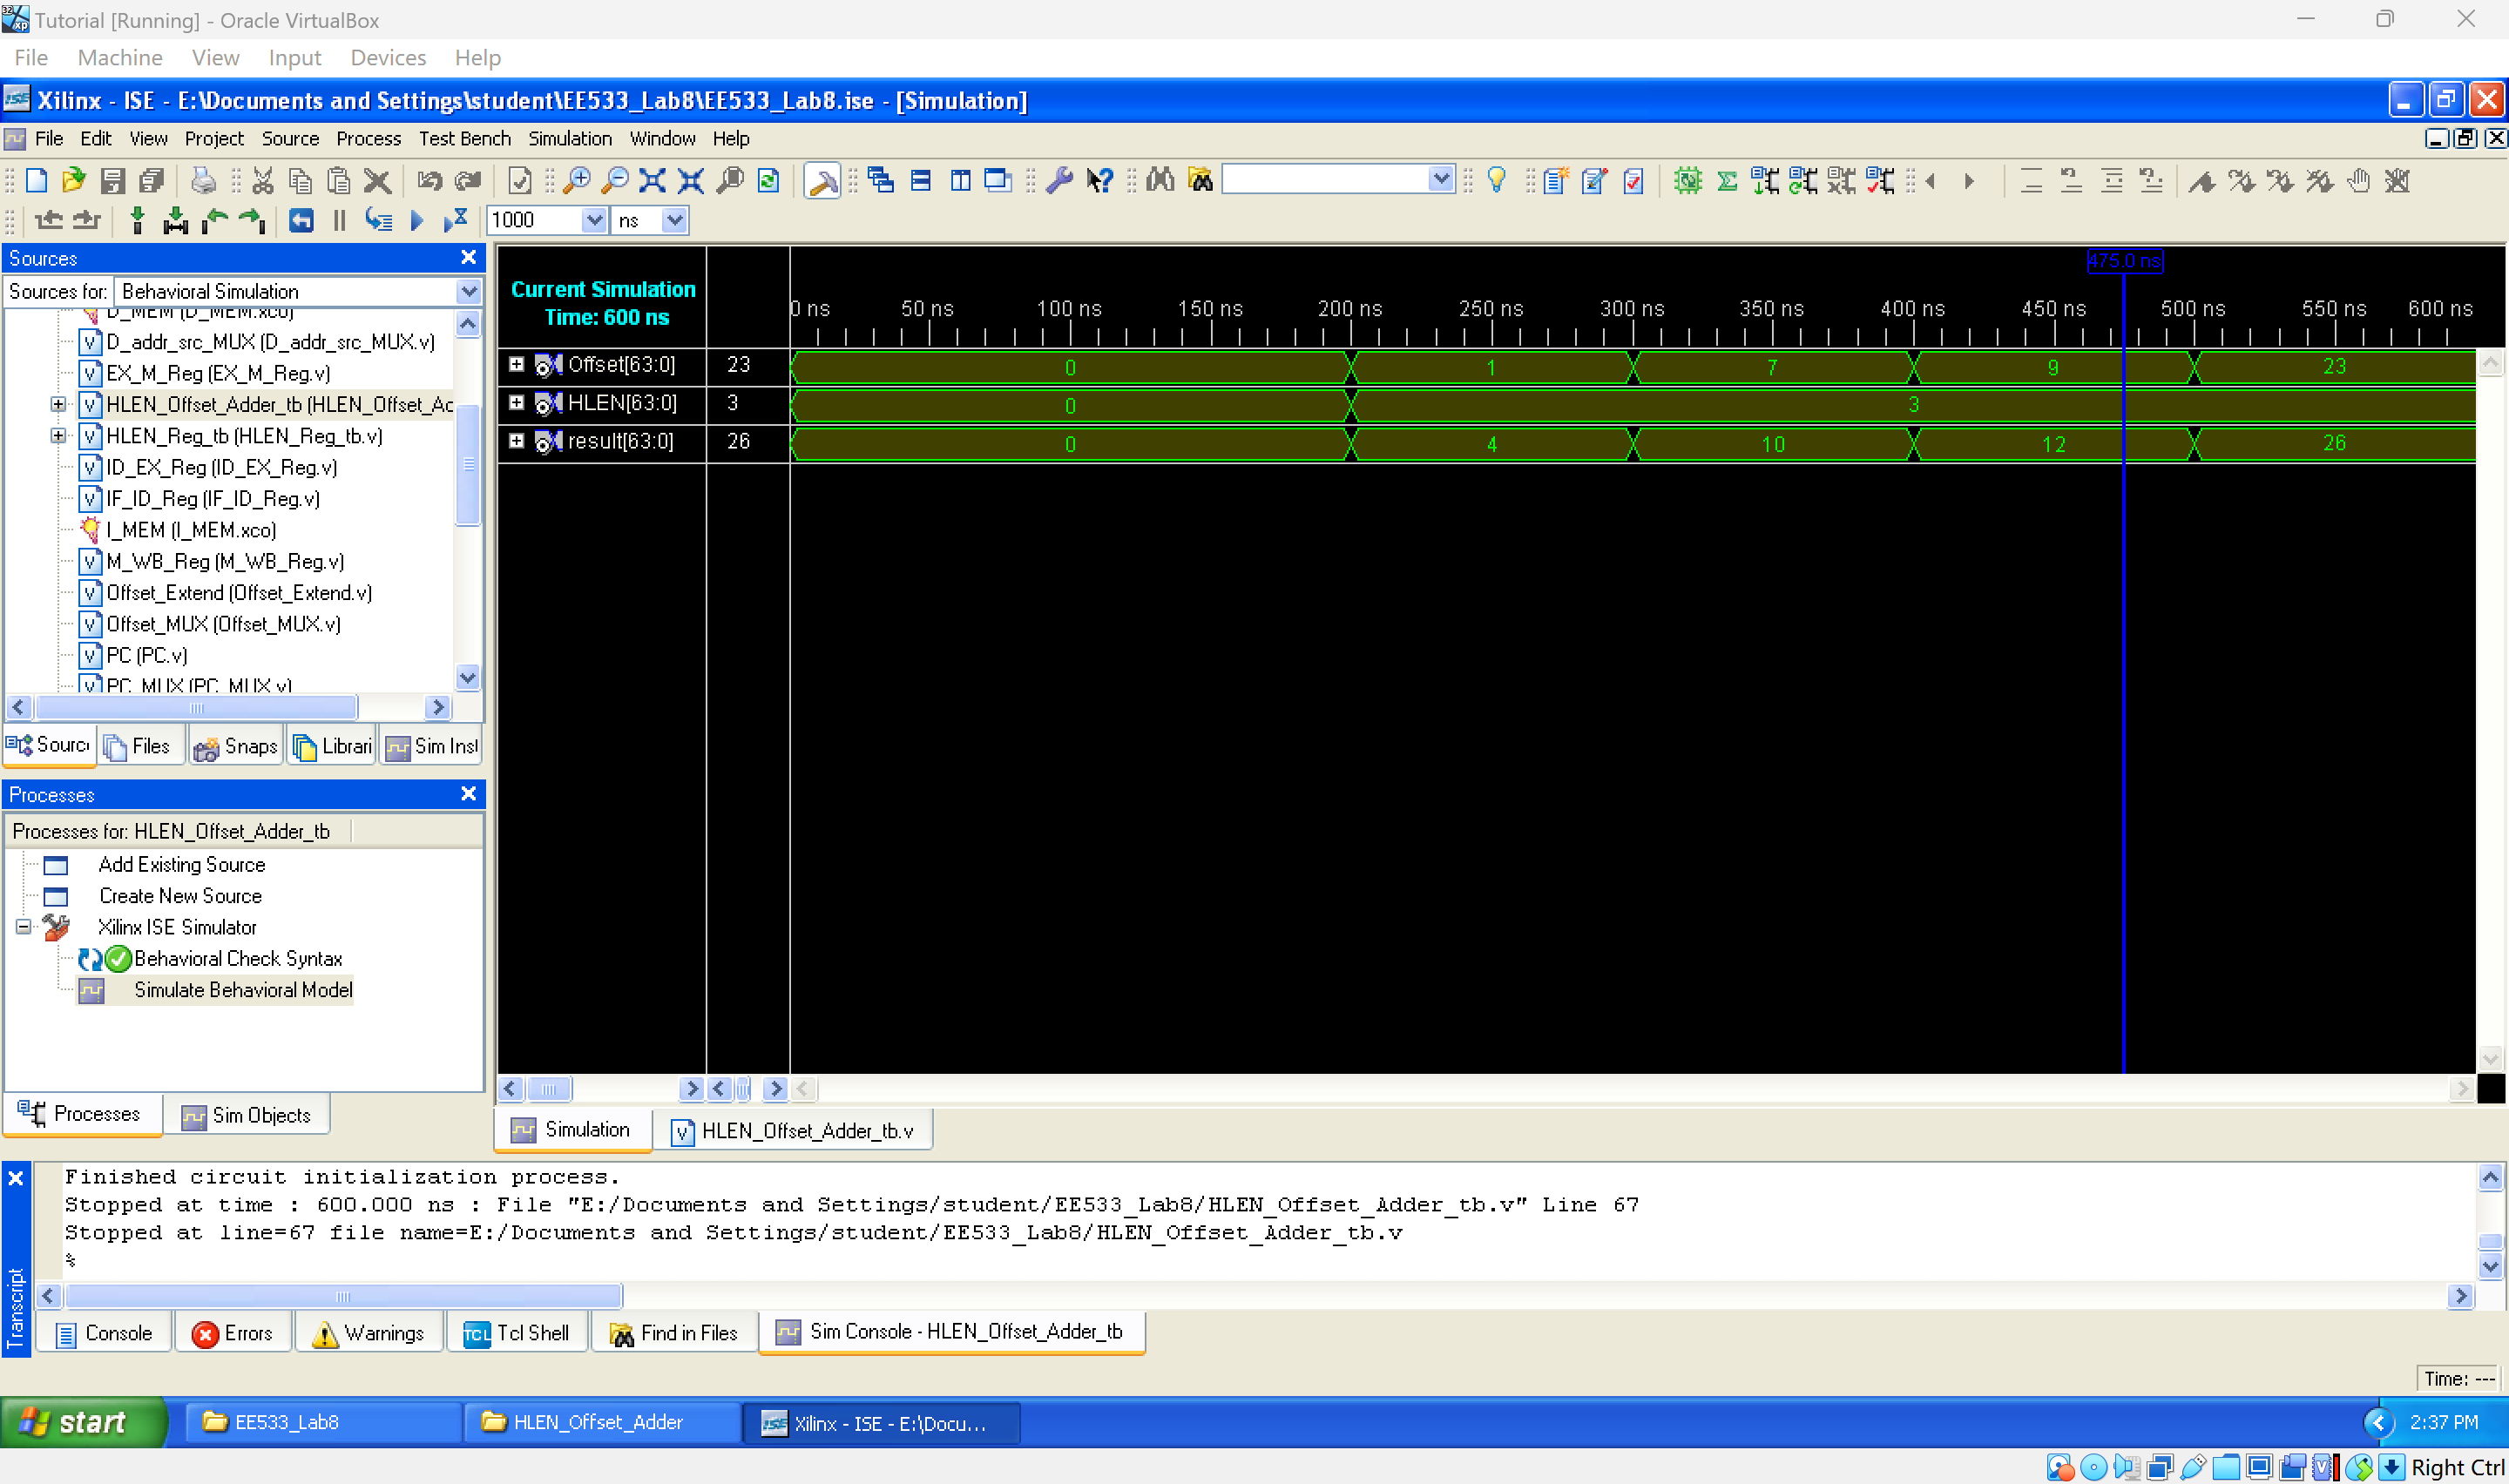 Tutorial [Running] - Oracle VirtualBox
File Machine View Input Devices Help
Xilinx - ISE - E:\Documents and Settings\student\EE533_Lab8\EE533_Lab8.ise - [Simulation]
File Edit View Project Source Process Test Bench Simulation Window Help
1000 ns
Sources
Sources for: Behavioral Simulation
D_MEM (D_MEM.xco)
D_addr_src_MUX (D_addr_src_MUX.v)
EX_M_Reg (EX_M_Reg.v)
HLEN_Offset_Adder_tb (HLEN_Offset_Ac
HLEN_Reg_tb (HLEN_Reg_tb.v)
ID_EX_Reg (ID_EX_Reg.v)
IF_ID_Reg (IF_ID_Reg.v)
I_MEM (I_MEM.xco)
M_WB_Reg (M_WB_Reg.v)
Offset_Extend (Offset_Extend.v)
Offset_MUX (Offset_MUX.v)
PC (PC.v)
PC_MUX (PC_MUX.v)
Sourc Files Snaps Librari Sim Inst
Processes
Processes for: HLEN_Offset_Adder_tb
Add Existing Source
Create New Source
Xilinx ISE Simulator
Behavioral Check Syntax
Simulate Behavioral Model
Processes Sim Objects
475.0 ns
Current Simulation
Time: 600 ns
0 ns 50 ns 100 ns 150 ns 200 ns 250 ns 300 ns 350 ns 400 ns 450 ns 500 ns 550 ns 600 ns
Offset[63:0] 23 0 1 7 9 23
HLEN[63:0] 3 0 3
result[63:0] 26 0 4 10 12 26
Simulation HLEN_Offset_Adder_tb.v
Transcript
Finished circuit initialization process.
Stopped at time : 600.000 ns : File "E:/Documents and Settings/student/EE533_Lab8/HLEN_Offset_Adder_tb.v" Line 67
Stopped at line=67 file name=E:/Documents and Settings/student/EE533_Lab8/HLEN_Offset_Adder_tb.v
%
Console Errors Warnings Tcl Shell Find in Files Sim Console - HLEN_Offset_Adder_tb
Time: ---
start EE533_Lab8 HLEN_Offset_Adder Xilinx - ISE - E:\Docu... 2:37 PM
Right Ctrl